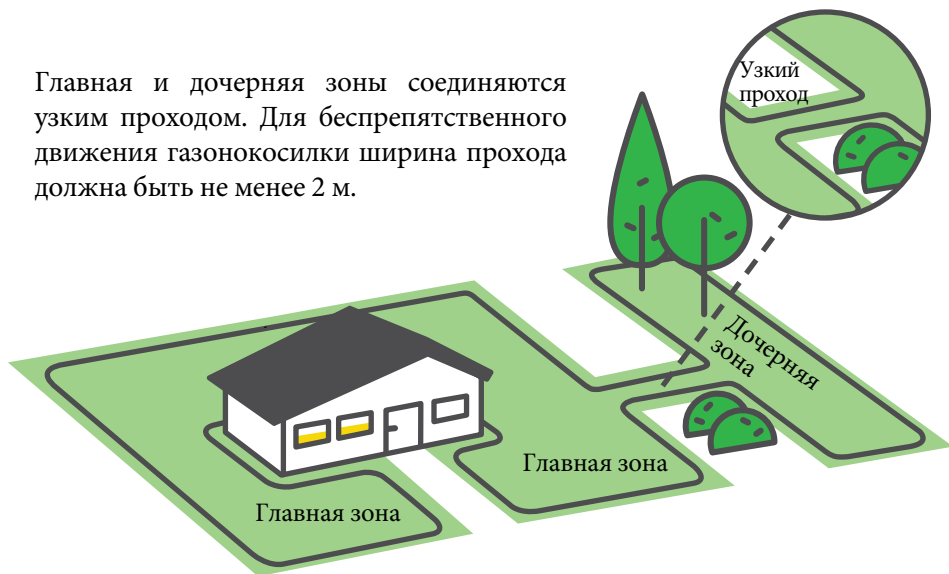 Главная и дочерняя зоны соединяются
узким проходом. Для беспрепятственного
движения газонокосилки ширина прохода
должна быть не менее 2 м.
Узкий
проход
Дочерняя
зона
Главная зона
Главная зона